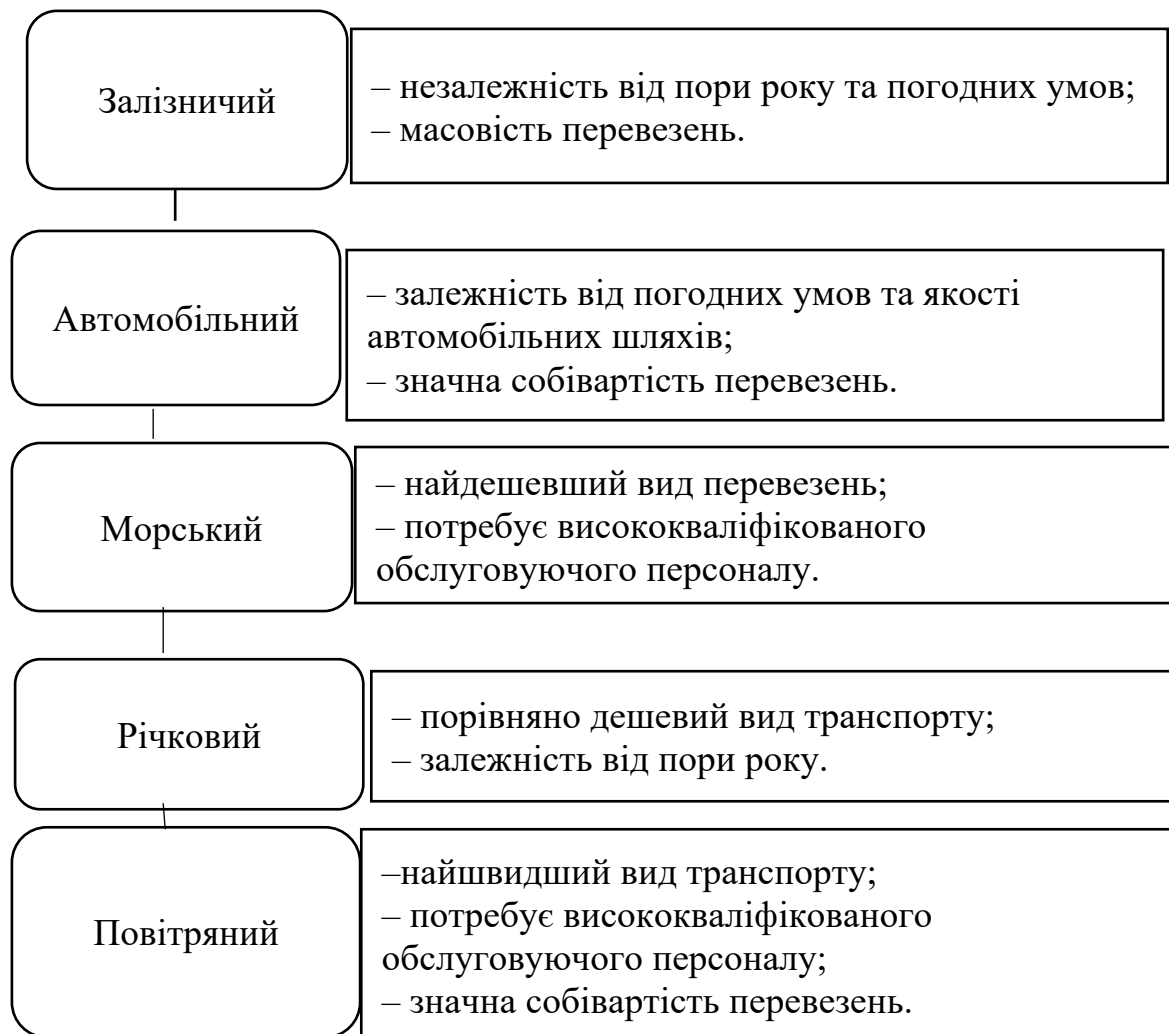 Залізничий
– незалежність від пори року та погодних умов;
– масовість перевезень.
Автомобільний
– залежність від погодних умов та якості
автомобільних шляхів;
– значна собівартість перевезень.
Морський
– найдешевший вид перевезень;
– потребує висококваліфікованого
обслуговуючого персоналу.
Річковий
– порівняно дешевий вид транспорту;
– залежність від пори року.
Повітряний
–найшвидший вид транспорту;
– потребує висококваліфікованого
обслуговуючого персоналу;
– значна собівартість перевезень.